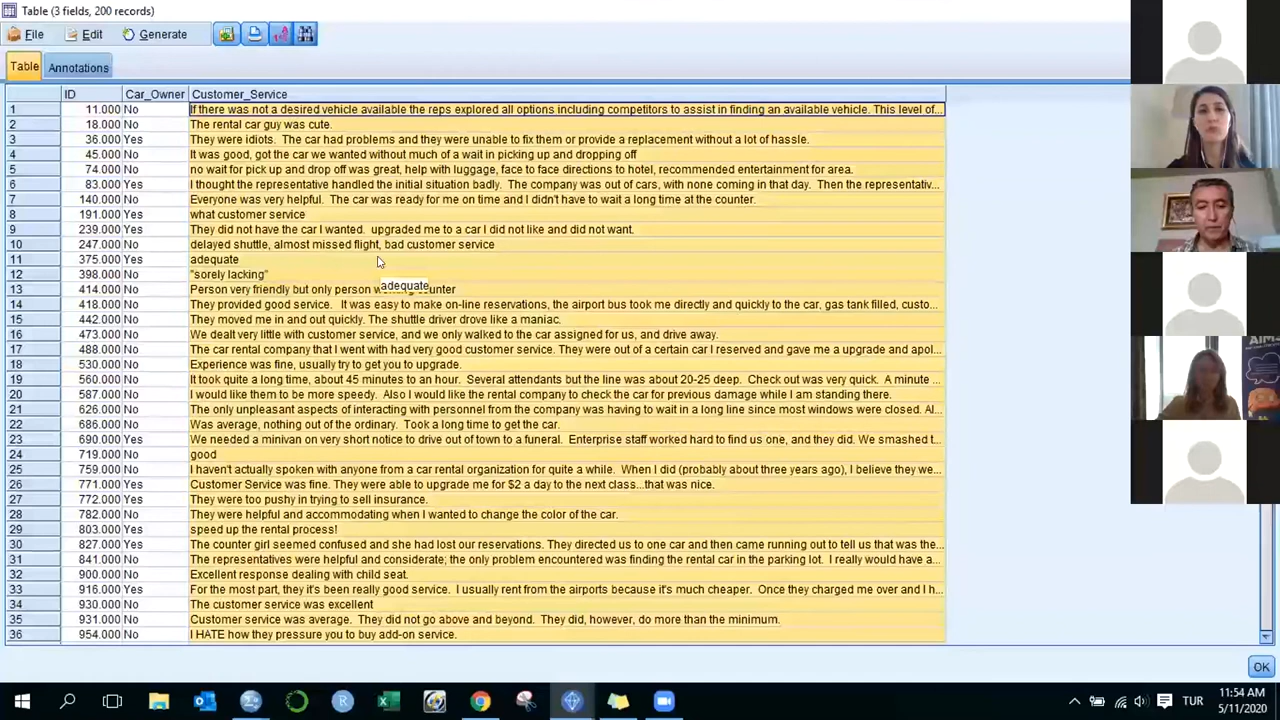 Table (3 fields, 200 records)
File Edit Generate
Table Annotations
ID Car_Owner Customer_Service
1 11.000 No If there was not a desired vehicle available the reps explored all options including competitors to assist in finding an available vehicle. This level of...
2 18.000 No The rental car guy was cute.
3 36.000 Yes They were idiots. The car had problems and they were unable to fix them or provide a replacement without a lot of hassle.
4 45.000 No It was good, got the car we wanted without much of a wait in picking up and dropping off
5 74.000 No no wait for pick up and drop off was great, help with luggage, face to face directions to hotel, recommended entertainment for area.
6 83.000 Yes I thought the representative handled the initial situation badly. The company was out of cars, with none coming in that day. Then the representativ...
7 140.000 No Everyone was very helpful. The car was ready for me on time and I didn't have to wait a long time at the counter.
8 191.000 Yes what customer service
9 239.000 Yes They did not have the car I wanted. upgraded me to a car I did not like and did not want.
10 247.000 No delayed shuttle, almost missed flight, bad customer service
11 375.000 Yes adequate
12 398.000 No "sorely lacking"
adequate
13 414.000 No Person very friendly but only person counter
14 418.000 No They provided good service. It was easy to make on-line reservations, the airport bus took me directly and quickly to the car, gas tank filled, custo...
15 442.000 No They moved me in and out quickly. The shuttle driver drove like a maniac.
16 473.000 No We dealt very little with customer service, and we only walked to the car assigned for us, and drive away.
17 488.000 No The car rental company that I went with had very good customer service. They were out of a certain car I reserved and gave me a upgrade and apol...
18 530.000 No Experience was fine, usually try to get you to upgrade.
19 560.000 No It took quite a long time, about 45 minutes to an hour. Several attendants but the line was about 20-25 deep. Check out was very quick. A minute ...
20 587.000 No I would like them to be more speedy. Also I would like the rental company to check the car for previous damage while I am standing there.
21 626.000 No The only unpleasant aspects of interacting with personnel from the company was having to wait in a long line since most windows were closed. Al...
22 686.000 No Was average, nothing out of the ordinary. Took a long time to get the car.
23 690.000 Yes We needed a minivan on very short notice to drive out of town to a funeral. Enterprise staff worked hard to find us one, and they did. We smashed t...
24 719.000 No good
25 759.000 No I haven't actually spoken with anyone from a car rental organization for quite a while. When I did (probably about three years ago), I believe they we...
26 771.000 Yes Customer Service was fine. They were able to upgrade me for $2 a day to the next class...that was nice.
27 772.000 Yes They were too pushy in trying to sell insurance.
28 782.000 No They were helpful and accommodating when I wanted to change the color of the car.
29 803.000 Yes speed up the rental process!
30 827.000 Yes The counter girl seemed confused and she had lost our reservations. They directed us to one car and then came running out to tell us that was the...
31 841.000 No The representatives were helpful and considerate; the only problem encountered was finding the rental car in the parking lot. I really would have a...
32 900.000 No Excellent response dealing with child seat.
33 916.000 Yes For the most part, they it's been really good service. I usually rent from the airports because it's much cheaper. Once they charged me over and I h...
34 930.000 No The customer service was excellent
35 931.000 No Customer service was average. They did not go above and beyond. They did, however, do more than the minimum.
36 954.000 No I HATE how they pressure you to buy add-on service.
OK
TUR
11:54 AM
5/11/2020